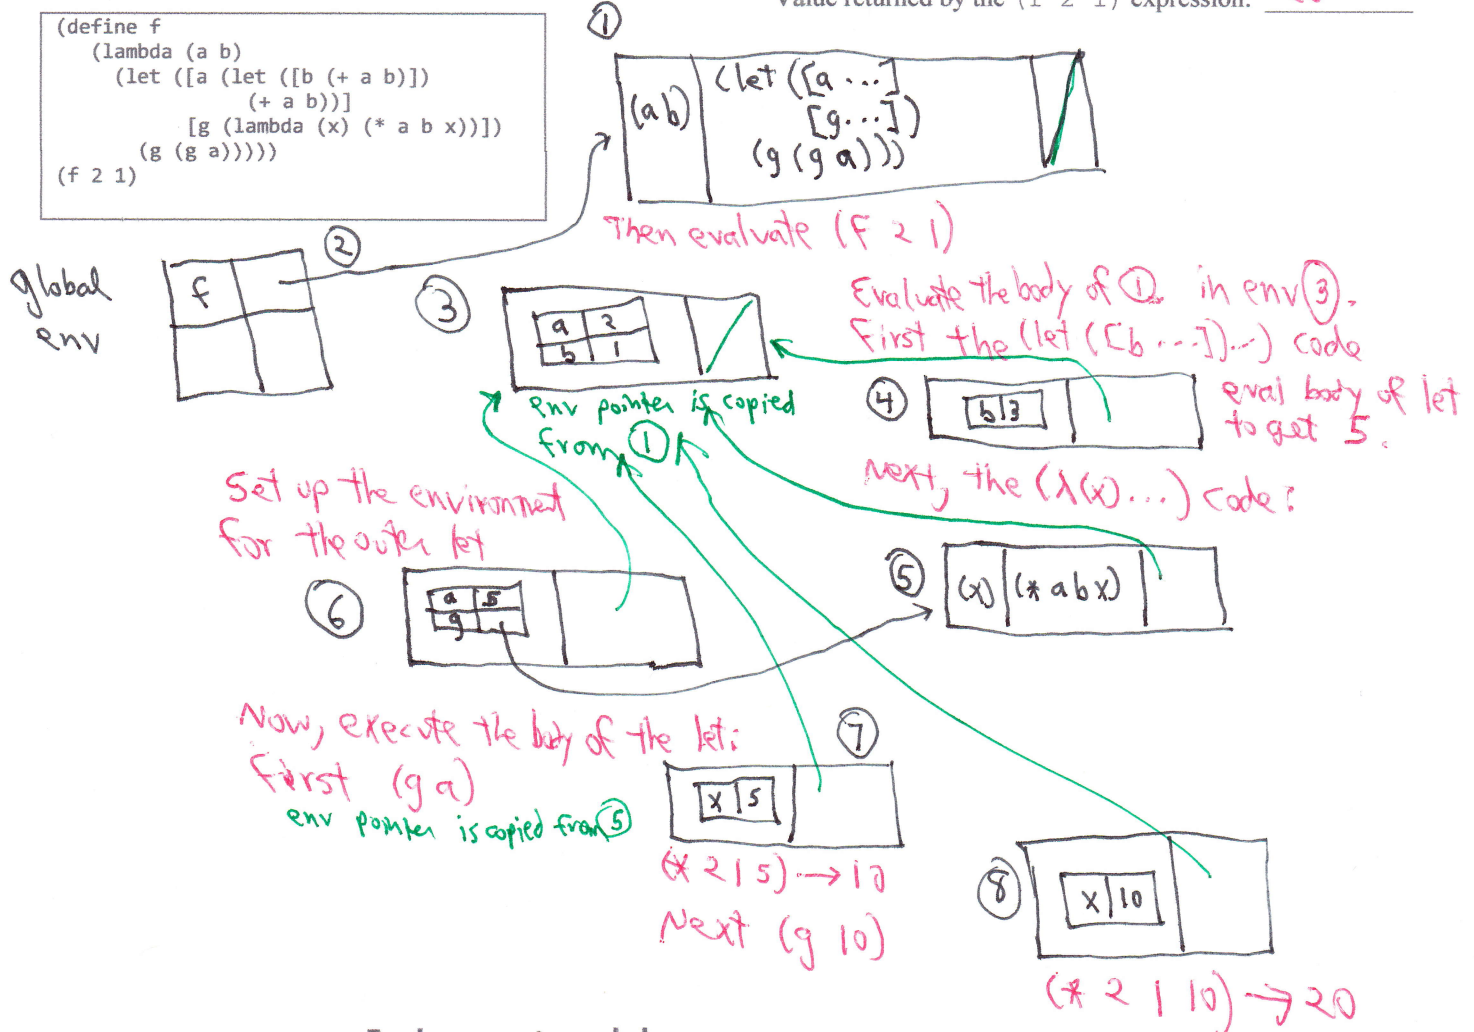 Value returned by the (f 2 1) expression:
(define f
(lambda (a b)
(let ([a (let ([b (+ a b)])
(+ a b))]
[g (lambda (x) (* a b x))])
(g (g a)))))
(f 2 1)
①
(a b)
(let ([a ...]
[g...])
(g (g a)))
Then evaluate (f 2 1)
②
global
env
f
③
a 2
b 1
env pointer is copied
from ①
Evaluate the body of ① in env ③.
First the (let ([b ...])...) code
④
b 3
eval body of let
to get 5.
Next, the (λ(x)...) code:
⑤
(x) (* a b x)
Set up the environment
for the outer let
⑥
a 5
g
Now, execute the body of the let:
First (g a)
env pointer is copied from ⑤
⑦
x 5
(* 2 1 5) → 10
Next (g 10)
⑧
x 10
(* 2 1 10) → 20